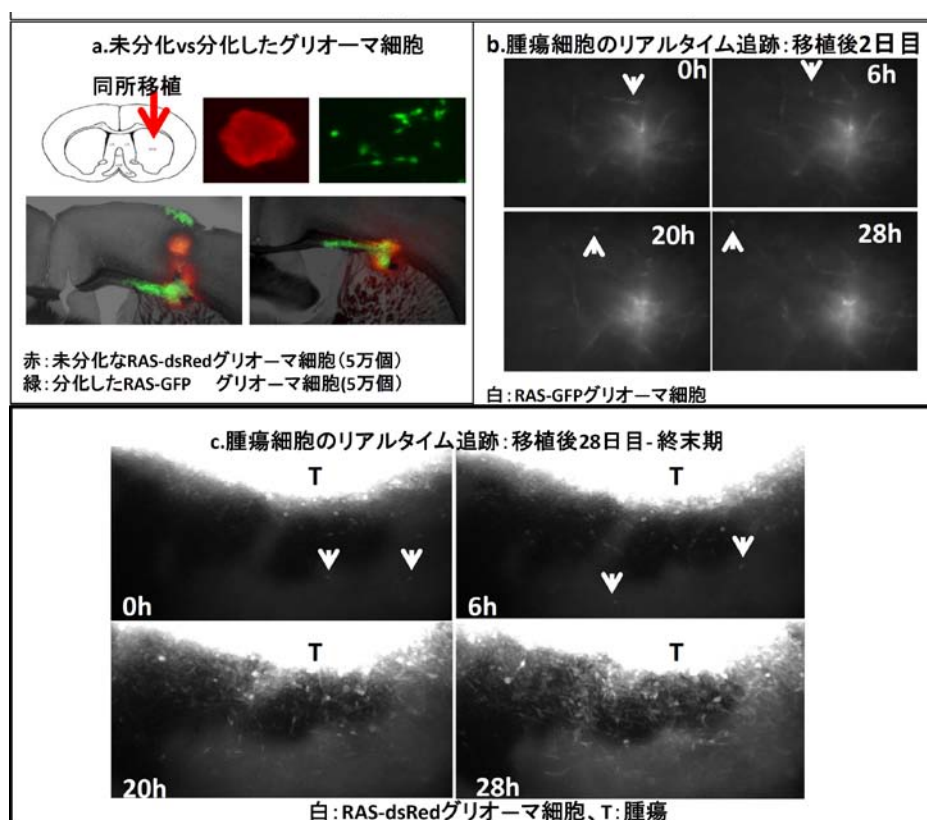 a.未分化vs分化したグリオーマ細胞
同所移植
赤:未分化なRAS-dsRedグリオーマ細胞(5万個)
緑:分化したRAS-GFP グリオーマ細胞(5万個)
b.腫瘍細胞のリアルタイム追跡:移植後2日目
0h
6h
20h
28h
白:RAS-GFPグリオーマ細胞
c.腫瘍細胞のリアルタイム追跡:移植後28日目-終末期
T
T
0h
6h
T
T
20h
28h
白:RAS-dsRedグリオーマ細胞、T:腫瘍